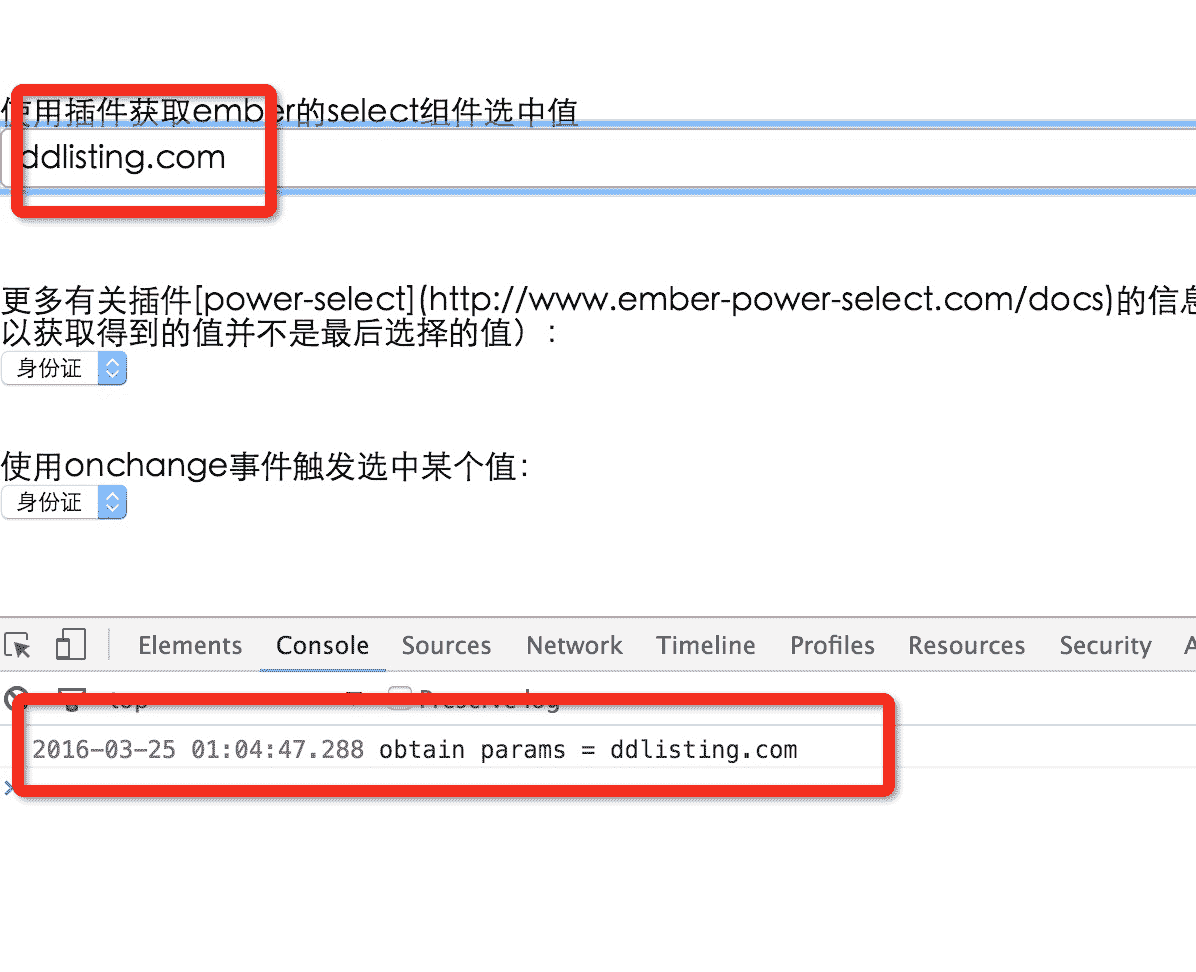 使用插件获取ember的select组件选中值
ddlisting.com
更多有关插件[power-select](http://www.ember-power-select.com/docs)的信息
以获取得到的值并不是最后选择的值）：
身份证
使用onchange事件触发选中某个值：
身份证
Elements Console Sources Network Timeline Profiles Resources Security A
top Preserve log
2016-03-25 01:04:47.288 obtain params = ddlisting.com